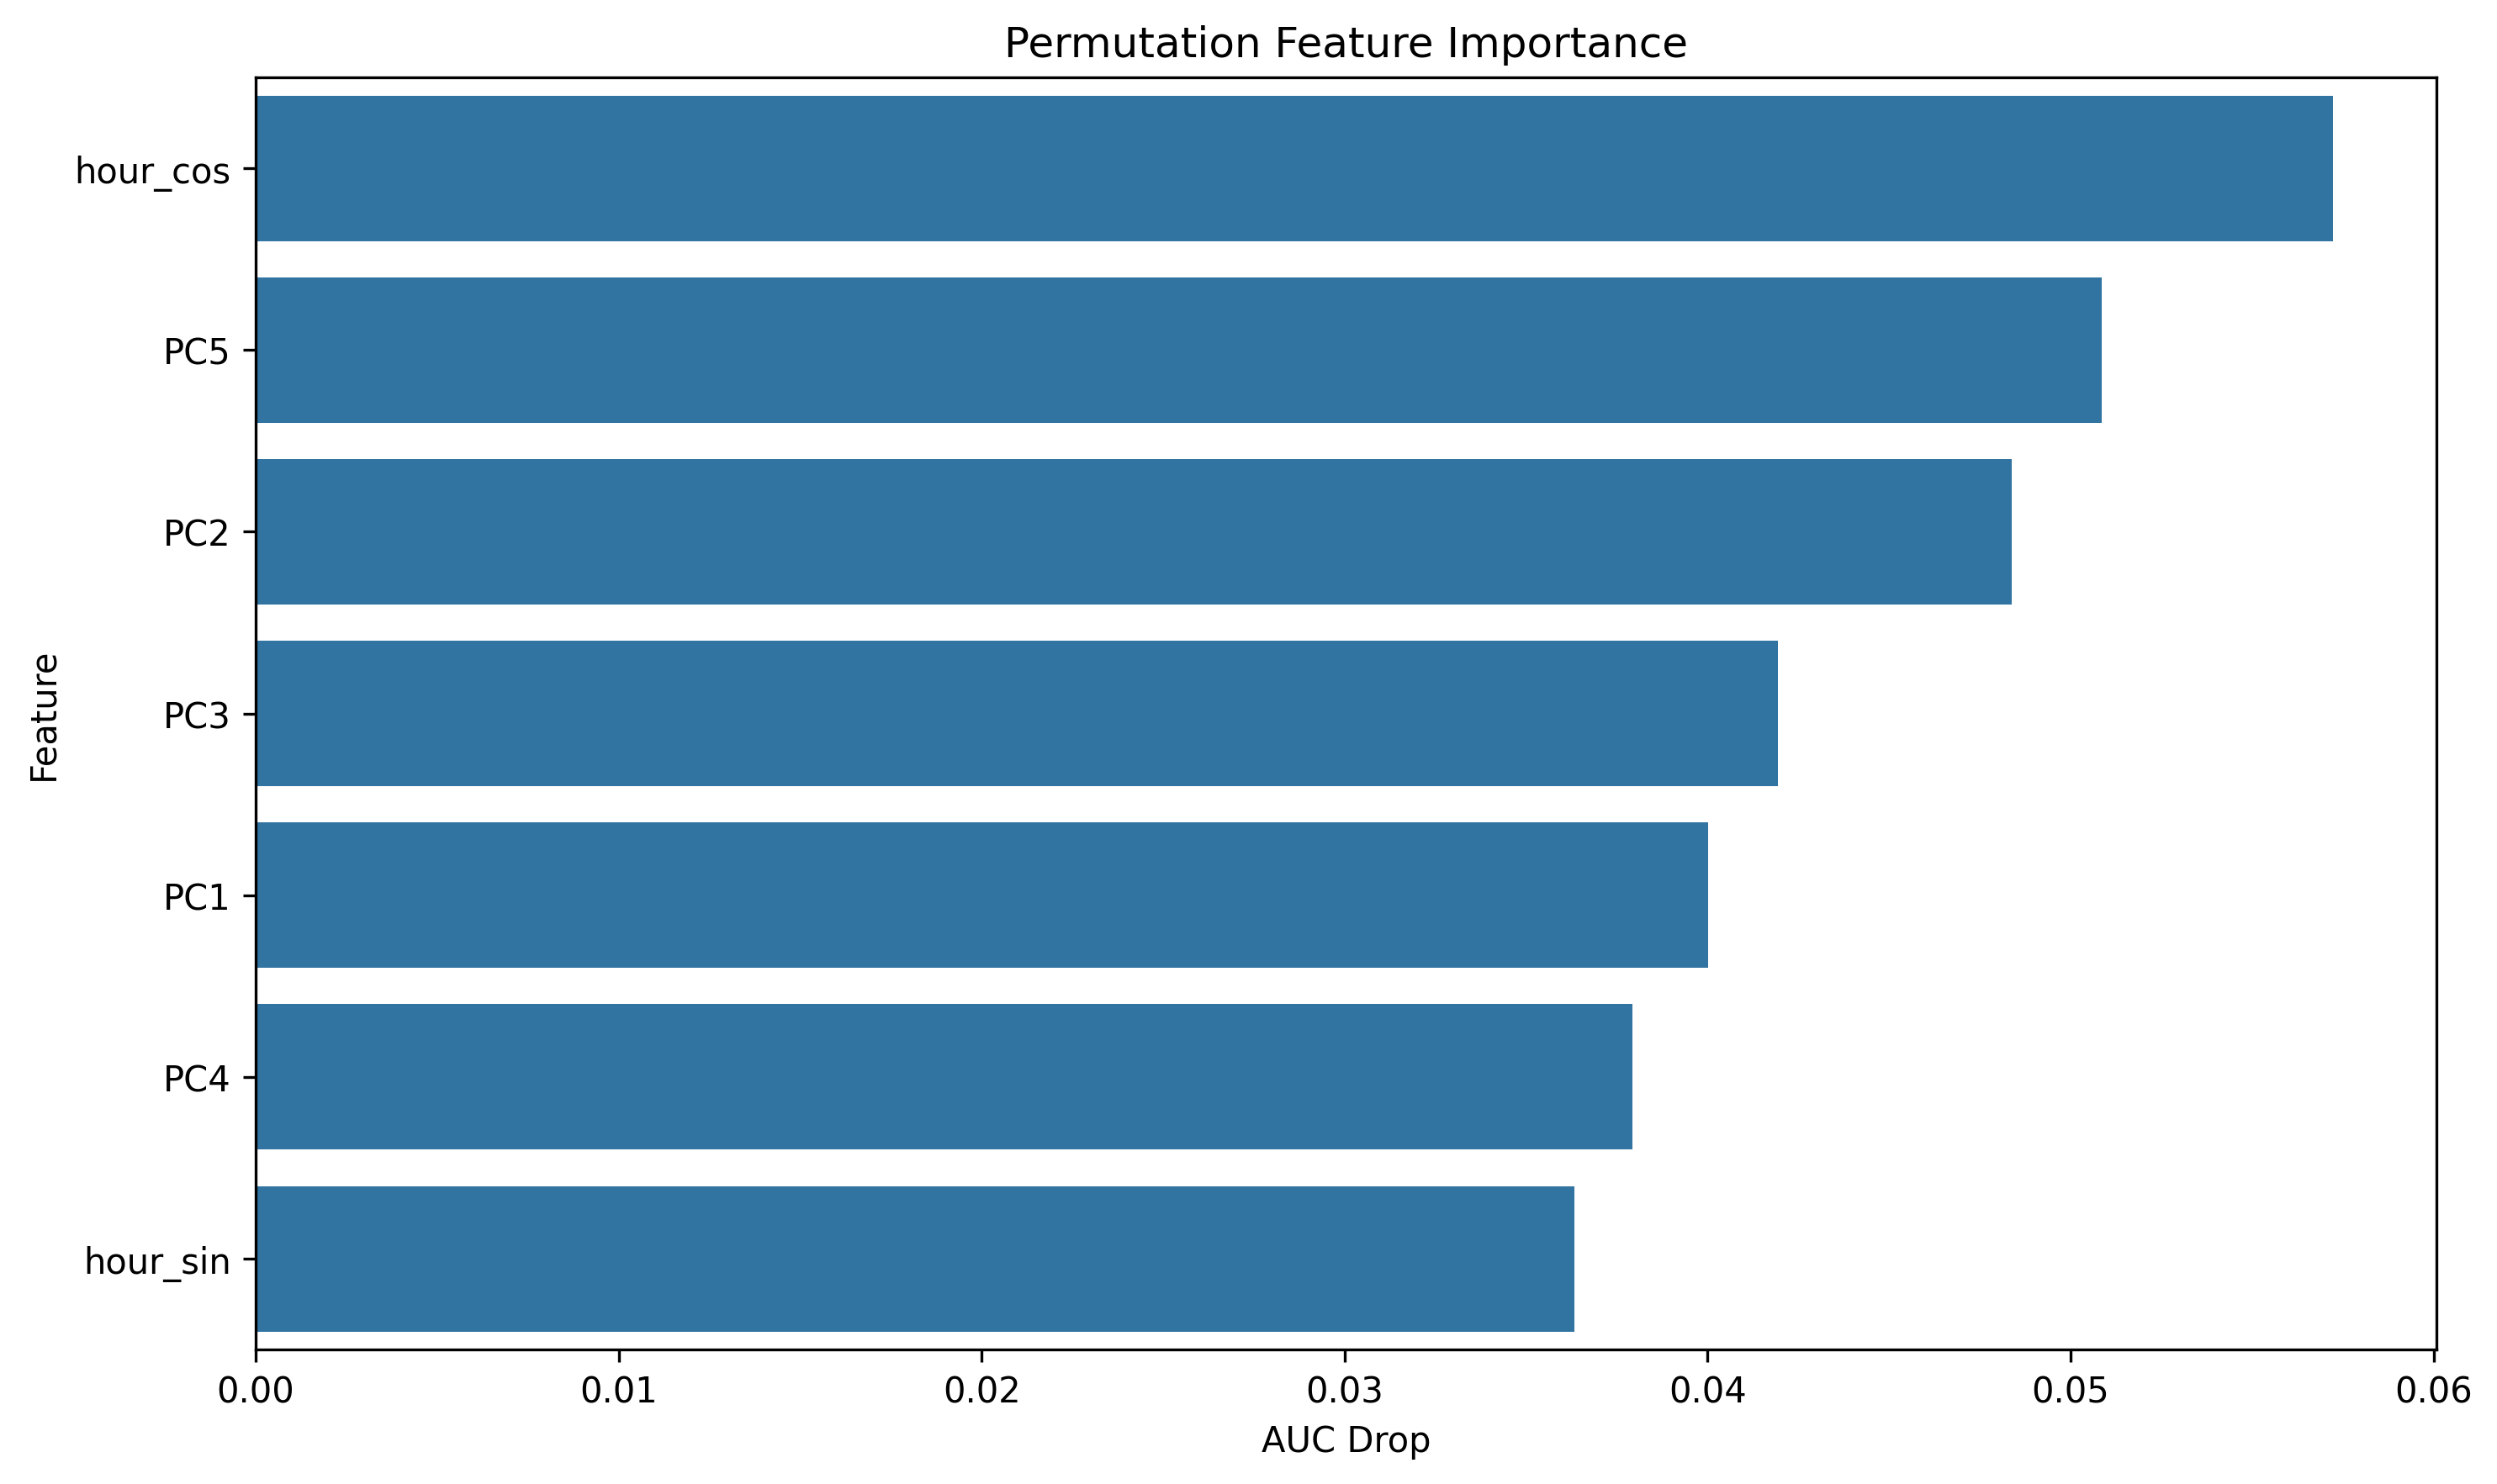 Permutation Feature Importance
hour_cos
PC5
PC2
PC3
PC1
PC4
hour_sin
Feature
0.00 0.01 0.02 0.03 0.04 0.05 0.06
AUC Drop